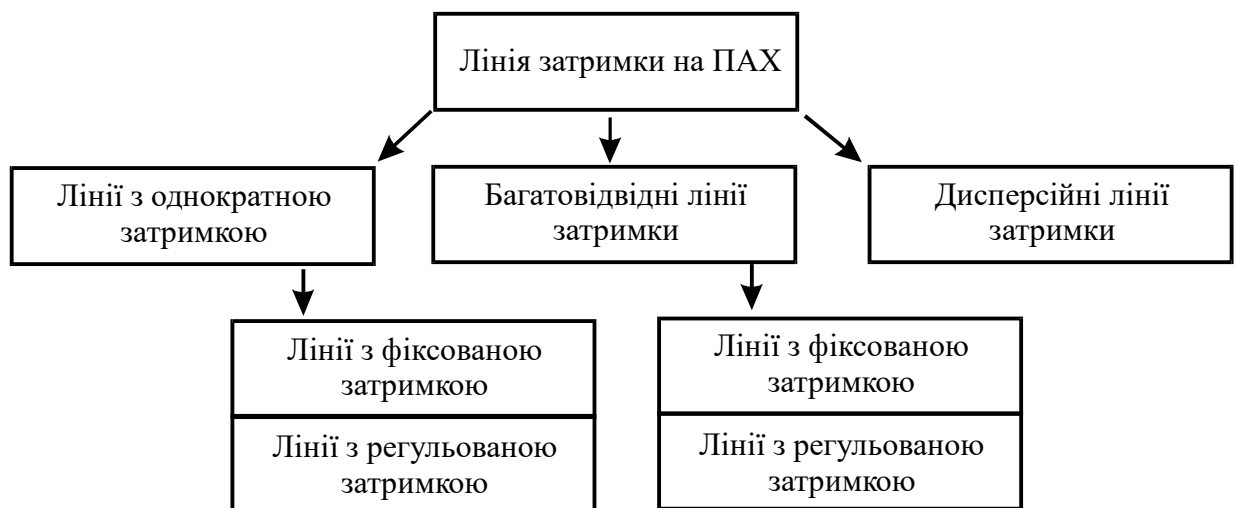 Лінія затримки на ПАХ
Лінії з однократною
затримкою
Багатовідвідні лінії
затримки
Дисперсійні лінії
затримки
Лінії з фіксованою
затримкою
Лінії з регульованою
затримкою
Лінії з фіксованою
затримкою
Лінії з регульованою
затримкою